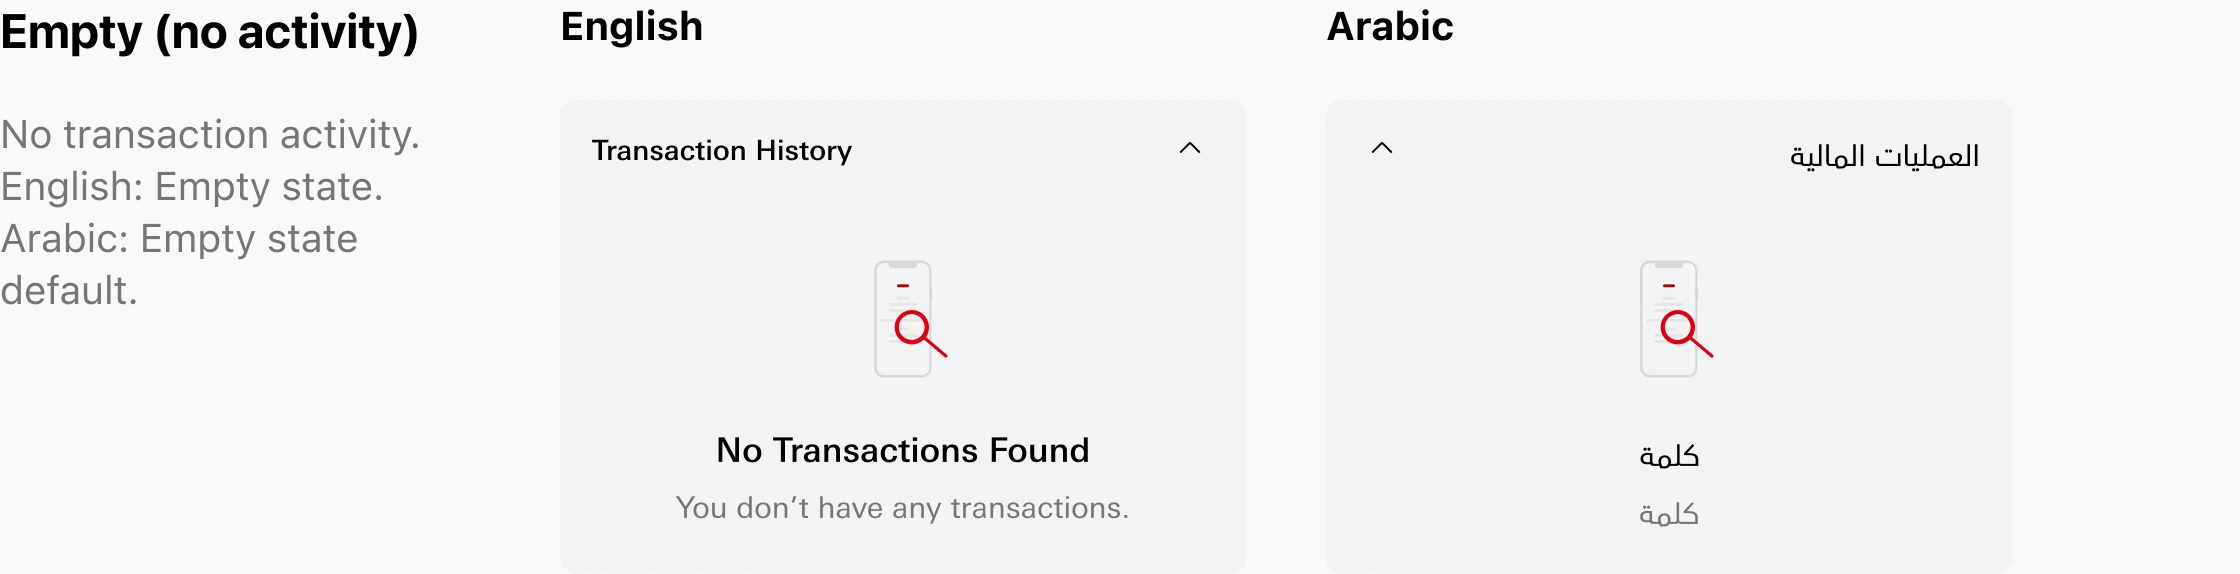 Empty (no activity)
No transaction activity.
English: Empty state.
Arabic: Empty state
default.
English
Transaction History
No Transactions Found
You don’t have any transactions.
Arabic
العمليات المالية
كلمة
كلمة